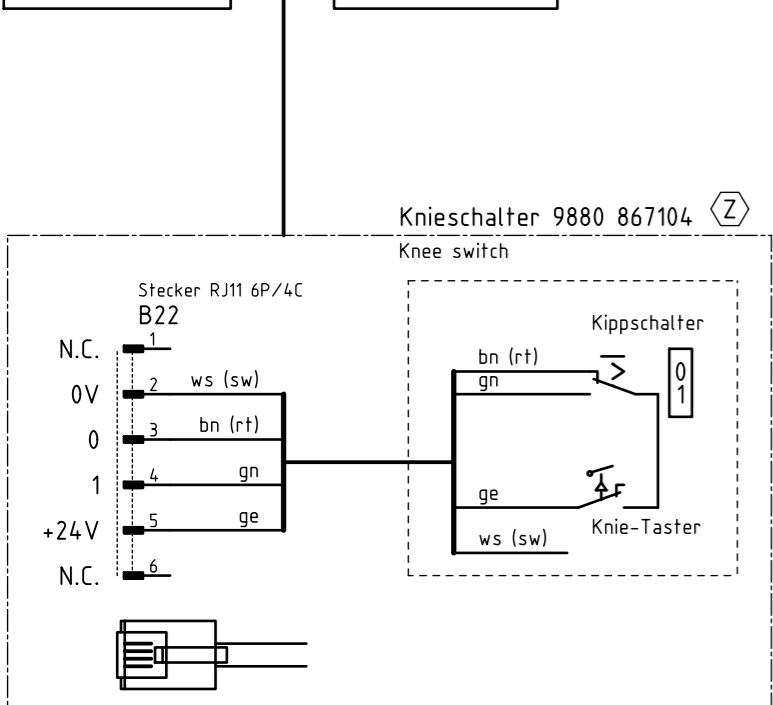 Knieschalter 9880 867104 Z
Knee switch
Stecker RJ11 6P/4C
B22
Kippschalter
N.C. 1
0V 2 ws (sw)
0 3 bn (rt)
1 4 gn
+24V 5 ge
N.C. 6
bn (rt)
gn
0
1
ge
Knie-Taster
ws (sw)